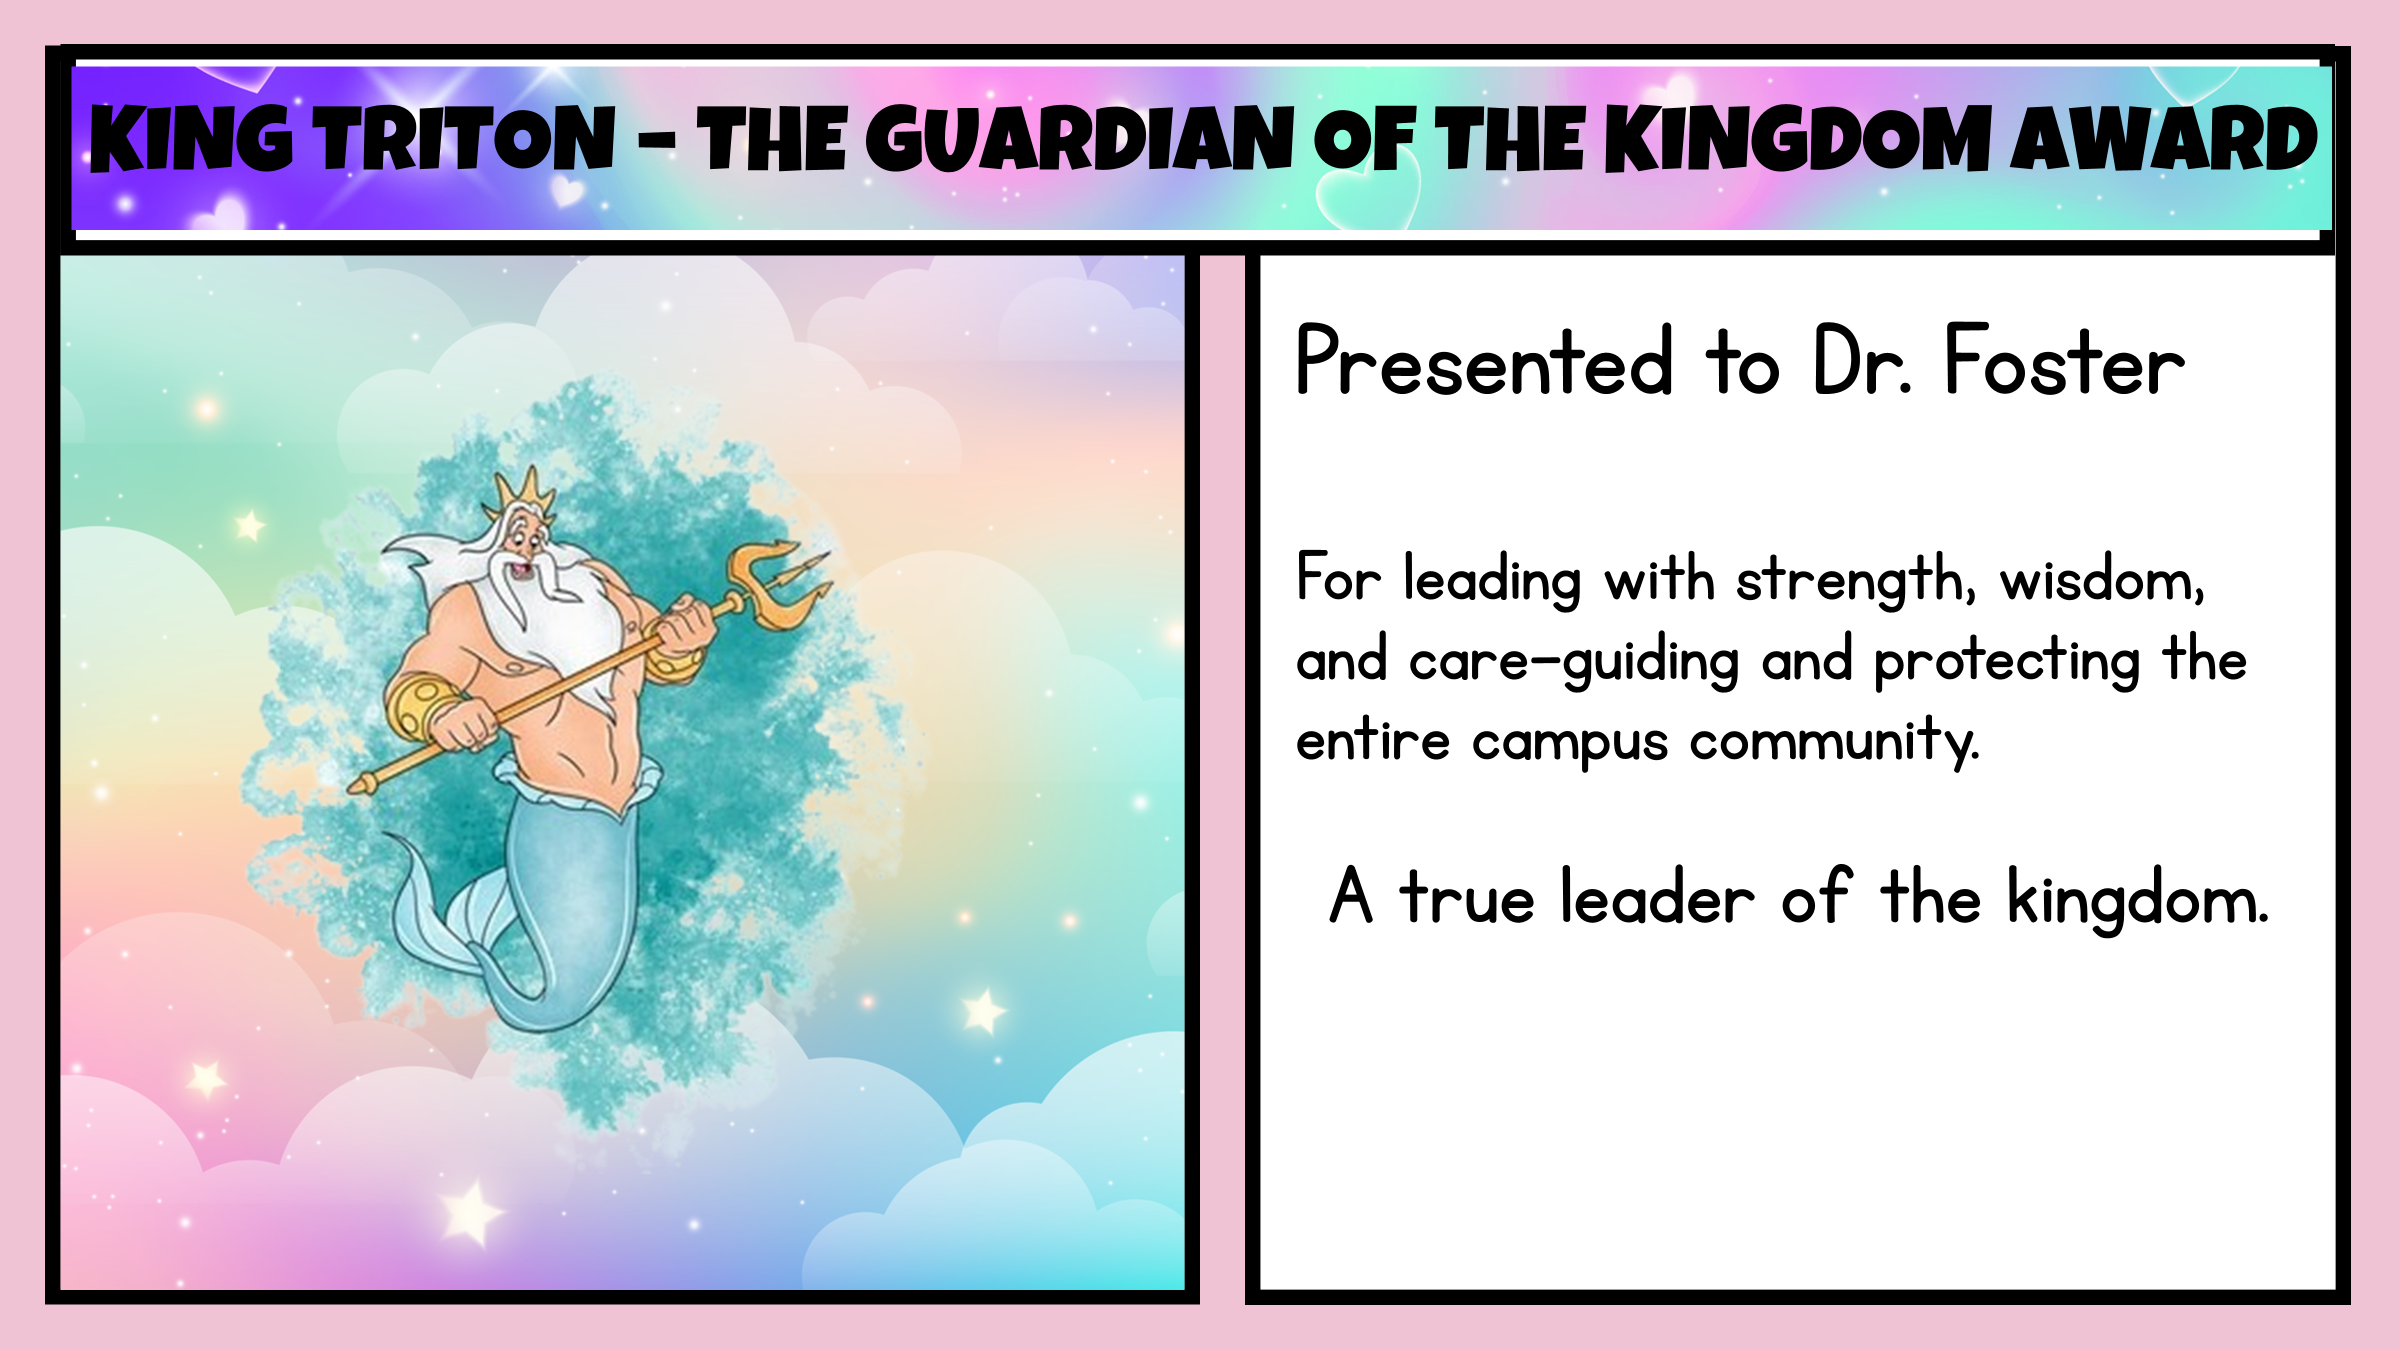 KING TRITON - THE GUARDIAN OF THE KINGDOM AWARD
Presented to Dr. Foster
For leading with strength, wisdom,
and care-guiding and protecting the
entire campus community.
A true leader of the kingdom.